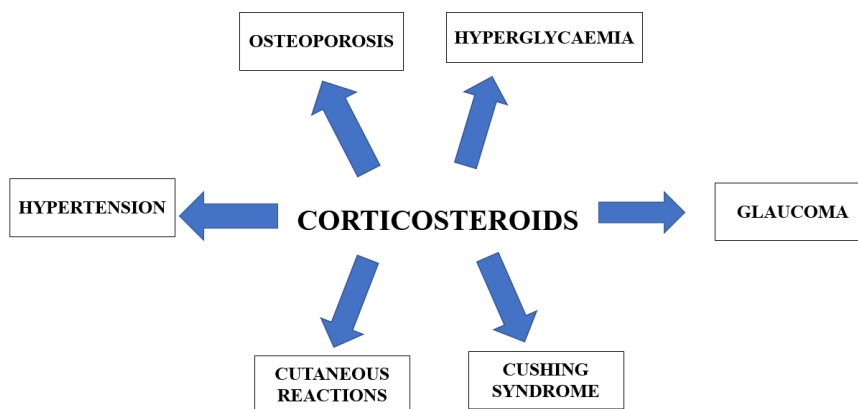 OSTEOPOROSIS
HYPERGLYCAEMIA
HYPERTENSION
CORTICOSTEROIDS
GLAUCOMA
CUTANEOUS
REACTIONS
CUSHING
SYNDROME